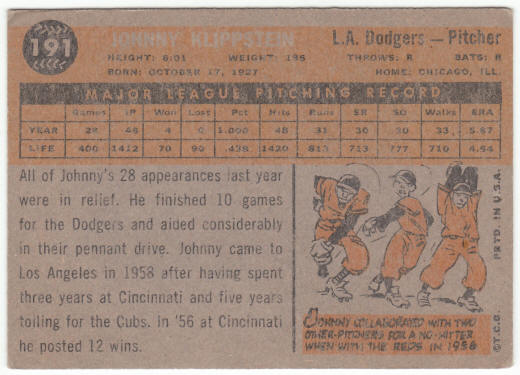 191
JOHNNY KLIPPSTEIN L.A. Dodgers — Pitcher
HEIGHT: 6:01 WEIGHT: 185 THROWS: R BATS: R
BORN: OCTOBER 17, 1927 HOME: CHICAGO, ILL.
MAJOR LEAGUE PITCHING RECORD
Games IP Won Lost Pct Hits Runs ER SO Walks ERA
YEAR 28 46 4 0 1.000 48 31 30 30 33 5.87
LIFE 400 1412 70 90 .438 1420 813 713 777 710 4.54
All of Johnny's 28 appearances last year
were in relief. He finished 10 games
for the Dodgers and aided considerably
in their pennant drive. Johnny came to
Los Angeles in 1958 after having spent
three years at Cincinnati and five years
toiling for the Cubs. In '56 at Cincinnati
he posted 12 wins.
JOHNNY COLLABORATED WITH TWO
OTHER PITCHERS FOR A NO-HITTER
WHEN WITH THE REDS IN 1956
©T.C.G. PRTD. IN U.S.A.